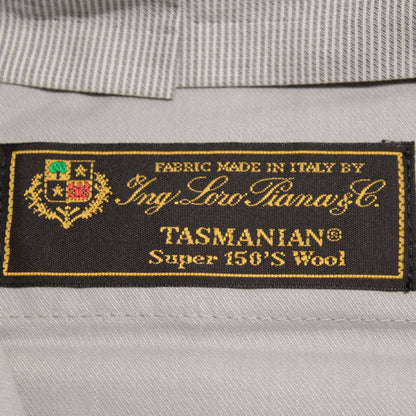 FABRIC MADE IN ITALY BY
Ing. Loro Piana & C.
TASMANIAN®
Super 150'S Wool